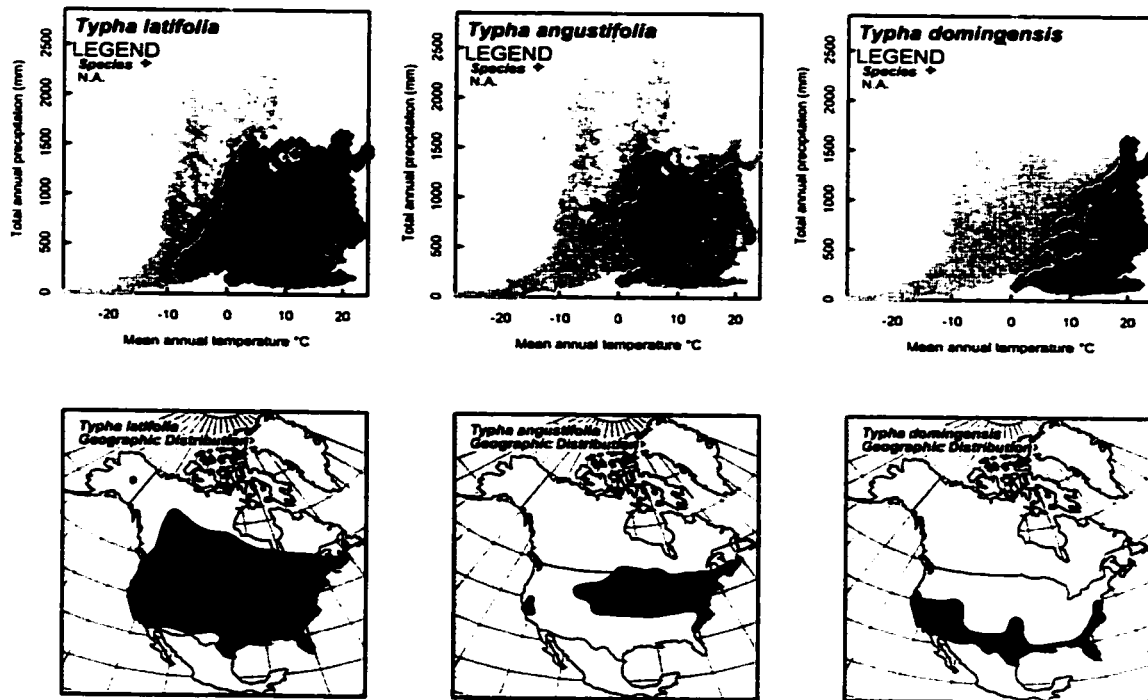 Typha latifolia
LEGEND
Species +
N.A.
Total annual precipitation (mm)
2500
2000
1500
1000
500
0
-20 -10 0 10 20
Mean annual temperature °C
Typha angustifolia
LEGEND
Species +
N.A.
Total annual precipitation (mm)
2500
2000
1500
1000
500
0
-20 -10 0 10 20
Mean annual temperature °C
Typha domingensis
LEGEND
Species +
N.A.
Total annual precipitation (mm)
2500
2000
1500
1000
500
0
-20 -10 0 10 20
Mean annual temperature °C
Typha latifolia
Geographic Distribution
Typha angustifolia
Geographic Distribution
Typha domingensis
Geographic Distribution